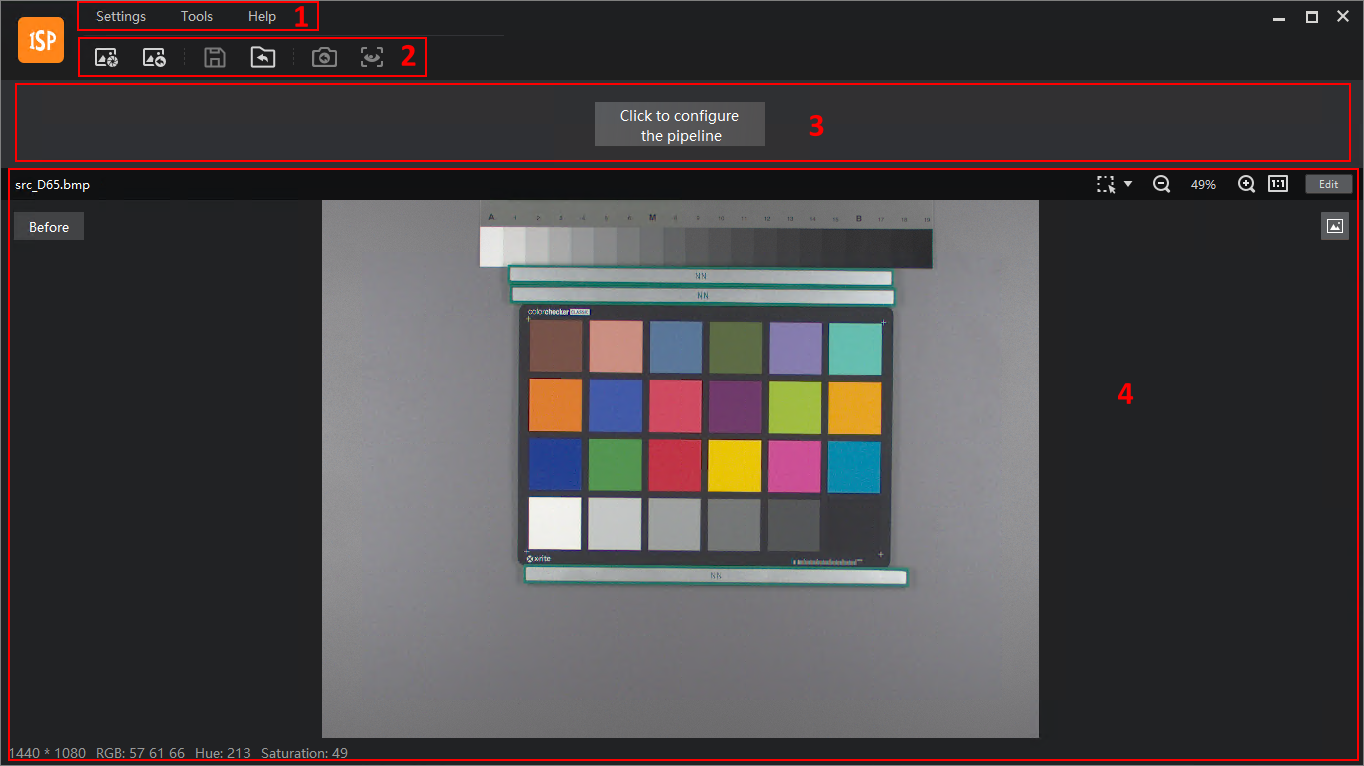 Settings Tools Help 1
ISP
2
Click to configure
the pipeline
3
src_D65.bmp
49%
1:1
Edit
Before
A 1 2 3 4 5 6 M 8 9 10 11 12 13 14 15 B 17 18 19
NN
NN
colorchecker CLASSIC
4
x-rite
NN
1440 * 1080 RGB: 57 61 66 Hue: 213 Saturation: 49